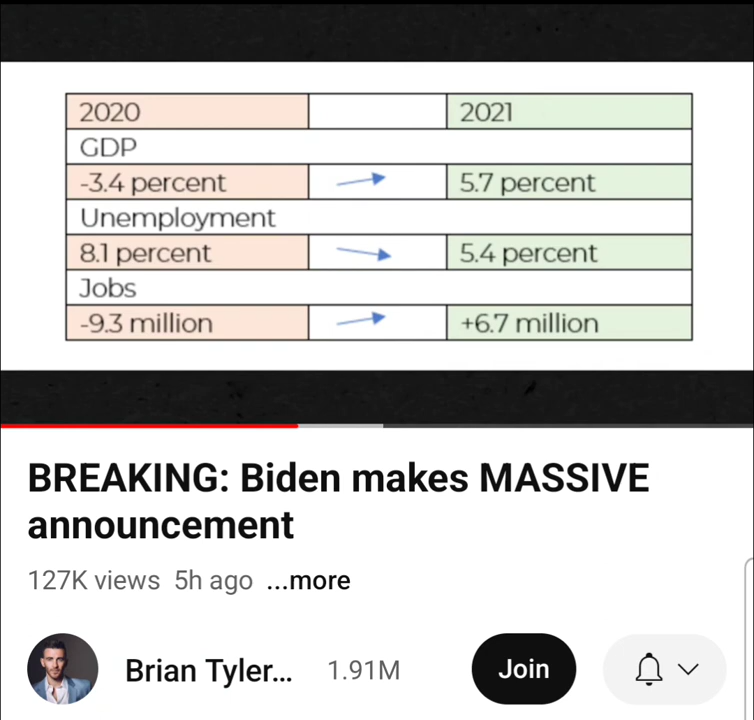 2020 2021
GDP
-3.4 percent 5.7 percent
Unemployment
8.1 percent 5.4 percent
Jobs
-9.3 million +6.7 million
BREAKING: Biden makes MASSIVE
announcement
127K views 5h ago ...more
Brian Tyler... 1.91M Join